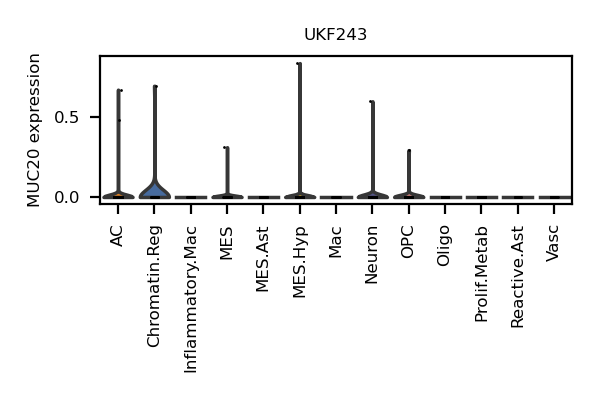 UKF243
MUC20 expression
0.5
0.0
AC
Chromatin.Reg
Inflammatory.Mac
MES
MES.Ast
MES.Hyp
Mac
Neuron
OPC
Oligo
Prolif.Metab
Reactive.Ast
Vasc